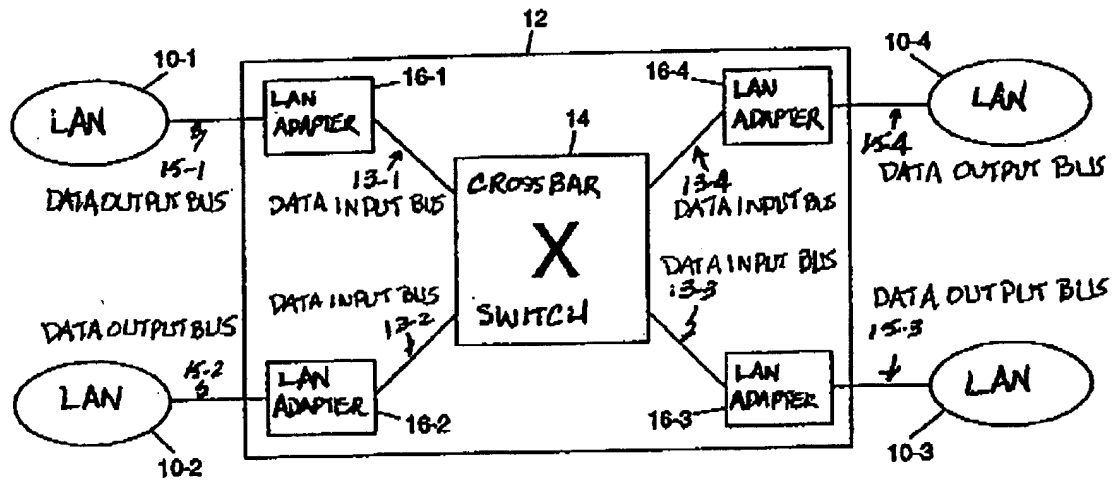 12
10-1
LAN
15-1
DATA OUTPUT BUS
16-1
LAN
ADAPTER
13-1
DATA INPUT BUS
14
CROSSBAR
X
SWITCH
16-4
LAN
ADAPTER
13-4
DATA INPUT BUS
10-4
LAN
15-4
DATA OUTPUT BUS
DATA OUTPUT BUS
15-2
LAN
10-2
DATA INPUT BUS
13-2
LAN
ADAPTER
16-2
DATA INPUT BUS
13-3
LAN
ADAPTER
16-3
DATA OUTPUT BUS
15-3
LAN
10-3